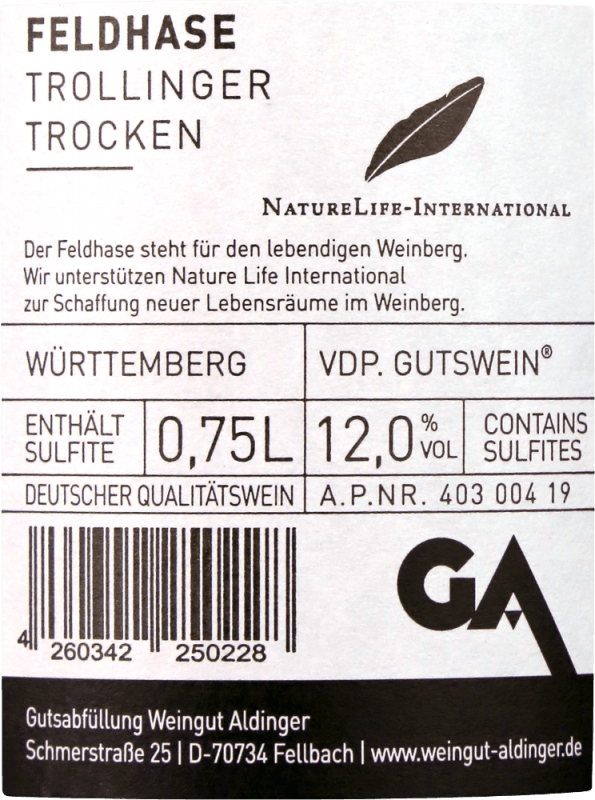 FELDHASE
TROLLINGER
TROCKEN
NATURELIFE-INTERNATIONAL
Der Feldhase steht für den lebendigen Weinberg.
Wir unterstützen Nature Life International
zur Schaffung neuer Lebensräume im Weinberg.
WÜRTTEMBERG
VDP. GUTSWEIN®
ENTHÄLT
SULFITE
0,75L
12,0 % VOL
CONTAINS
SULFITES
DEUTSCHER QUALITÄTSWEIN
A.P.NR. 403 004 19
4 260342 250228
GA
Gutsabfüllung Weingut Aldinger
Schmerstraße 25 | D-70734 Fellbach | www.weingut-aldinger.de